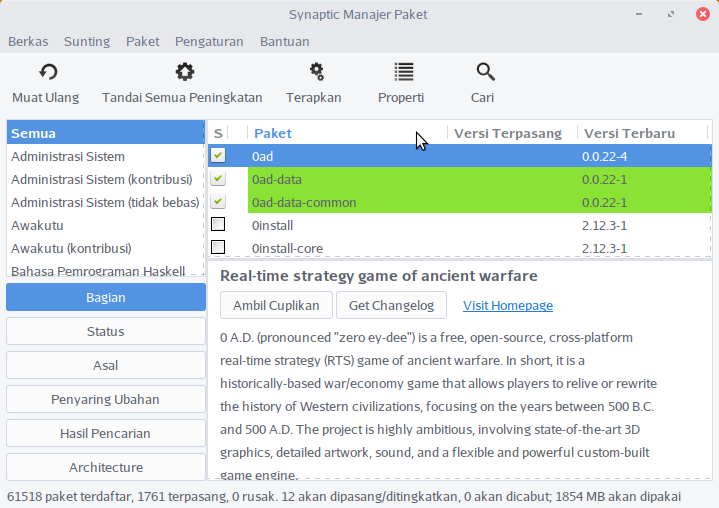 Synaptic Manajer Paket
Berkas Sunting Paket Pengaturan Bantuan
Muat Ulang Tandai Semua Peningkatan Terapkan Properti Cari
Semua
Administrasi Sistem
Administrasi Sistem (kontribusi)
Administrasi Sistem (tidak bebas)
Awakutu
Awakutu (kontribusi)
Bahasa Pemrograman Haskell
Bagian
Status
Asal
Penyaring Ubahan
Hasil Pencarian
Architecture
S Paket Versi Terpasang Versi Terbaru
0ad 0.0.22-4
0ad-data 0.0.22-1
0ad-data-common 0.0.22-1
0install 2.12.3-1
0install-core 2.12.3-1
Real-time strategy game of ancient warfare
Ambil Cuplikan Get Changelog Visit Homepage
0 A.D. (pronounced "zero ey-dee") is a free, open-source, cross-platform
real-time strategy (RTS) game of ancient warfare. In short, it is a
historically-based war/economy game that allows players to relive or rewrite
the history of Western civilizations, focusing on the years between 500 B.C.
and 500 A.D. The project is highly ambitious, involving state-of-the-art 3D
graphics, detailed artwork, sound, and a flexible and powerful custom-built
game engine.
61518 paket terdaftar, 1761 terpasang, 0 rusak. 12 akan dipasang/ditingkatkan, 0 akan dicabut; 1854 MB akan dipakai